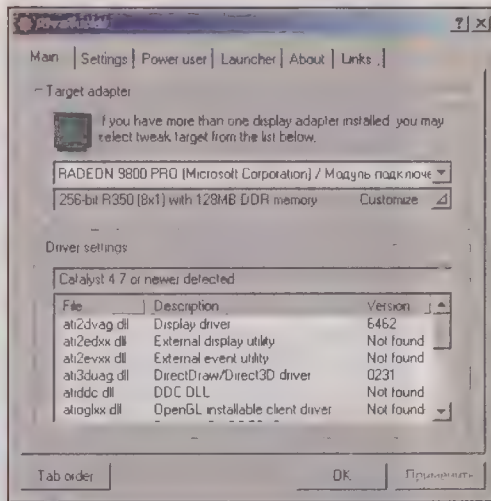 RivaTuner
? X
Main Settings Power user Launcher About Links
Target adapter
If you have more than one display adapter installed you may
select tweak target from the list below.
RADEON 9800 PRO (Microsoft Corporation) / Модуль подключе
256-bit R350 (8x1) with 128MB DDR memory Customize
Driver settings
Catalyst 4.7 or newer detected
File Description Version
ati2dvag.dll Display driver 6462
ati2edxx.dll External display utility Not found
ati2evxx.dll External event utility Not found
ati3duag.dll DirectDraw/Direct3D driver 0231
atiddc.dll DDC DLL Not found
atioglxx.dll OpenGL installable client driver Not found
Tab order OK Применить